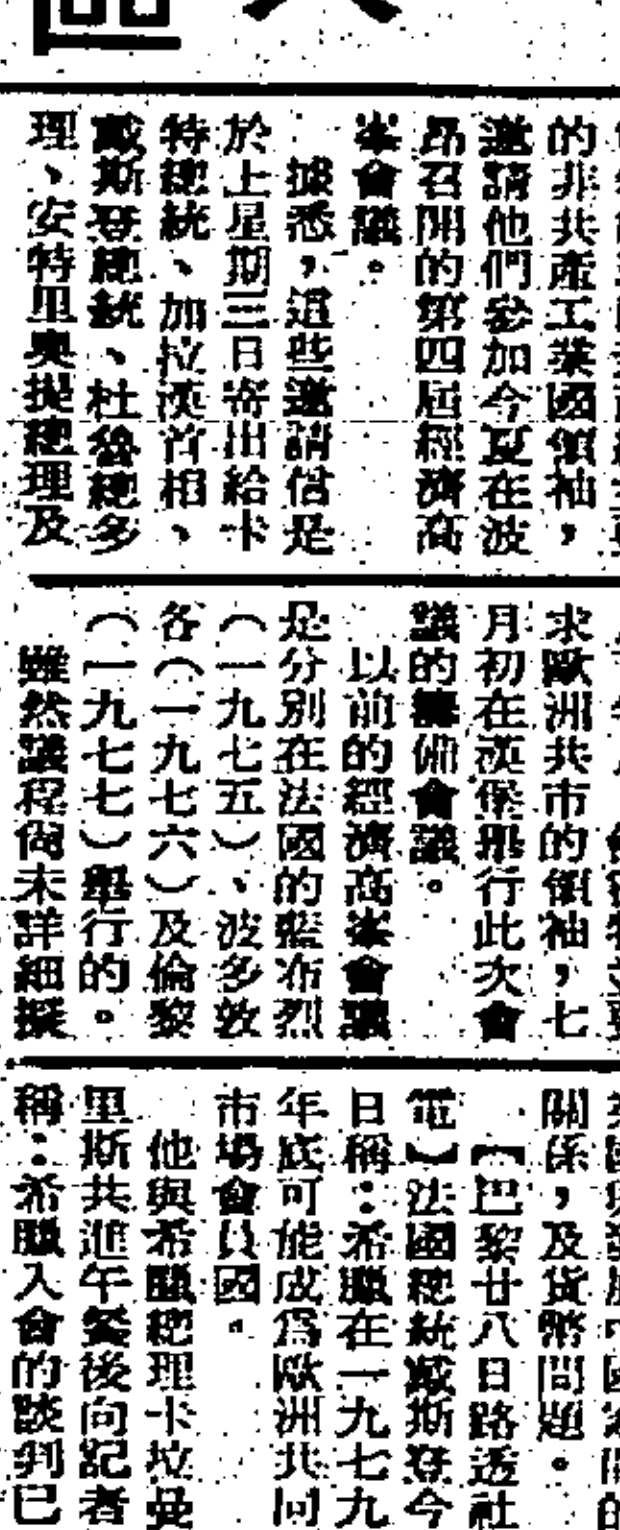 的非共產工業國領袖，
邀請他們參加今夏在波
昂召開的第四屆經濟高
峯會議。
據悉，這些邀請信是
於上星期三日寄出給卡
特總統、加拉漢首相、
戴斯登總統、杜魯總多
理、安特里奧提總理及
求歐洲共市的領袖，七
月初在漢堡舉行此次會
議的籌備會議。
以前的經濟高峯會議
是分別在法國的藍布烈
（一九七五）、波多敦
各（一九七六）及倫黎
（一九七七）舉行的。
雖然議程尚未詳細擬
關係，及貨幣問題。
【巴黎廿八日路透社
電】法國總統戴斯登今
日稱：希臘在一九七九
年底可能成爲歐洲共同
市場會員國。
他與希臘總理卡拉曼
里斯共進午餐後向記者
稱：希臘入會的談判已